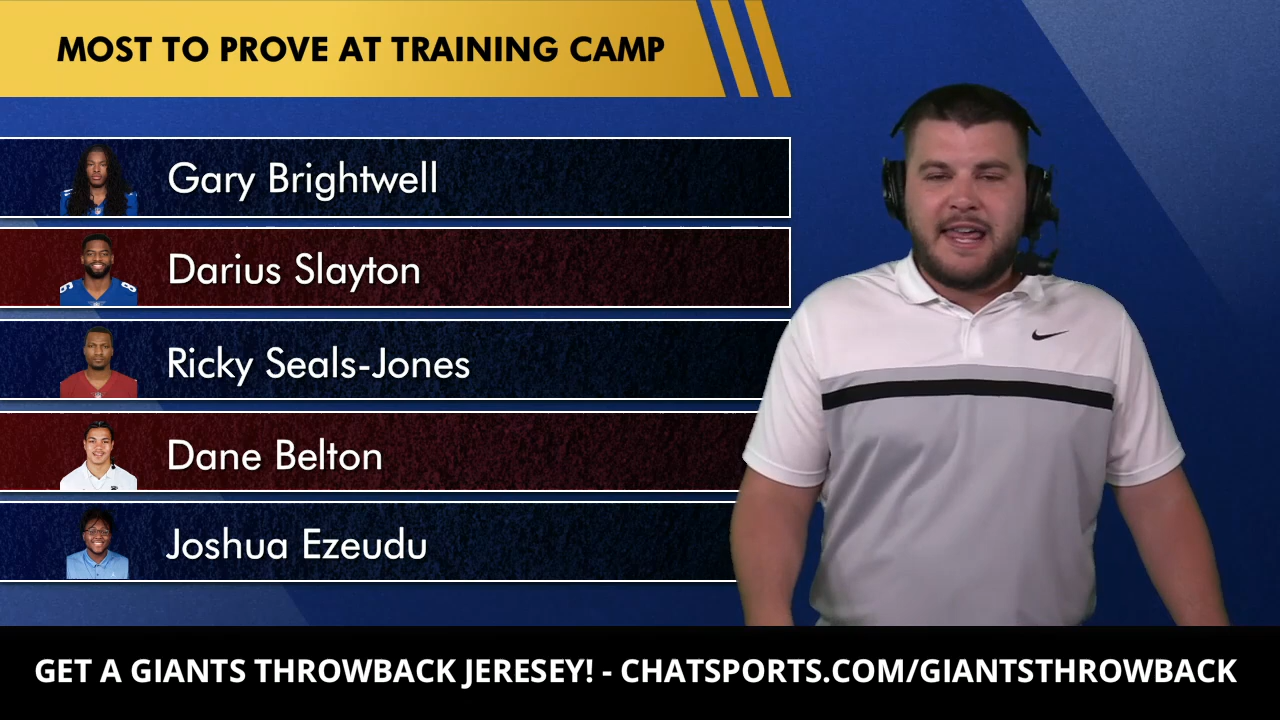 MOST TO PROVE AT TRAINING CAMP
Gary Brightwell
Darius Slayton
Ricky Seals-Jones
Dane Belton
Joshua Ezeudu
GET A GIANTS THROWBACK JERESEY! - CHATSPORTS.COM/GIANTSTHROWBACK